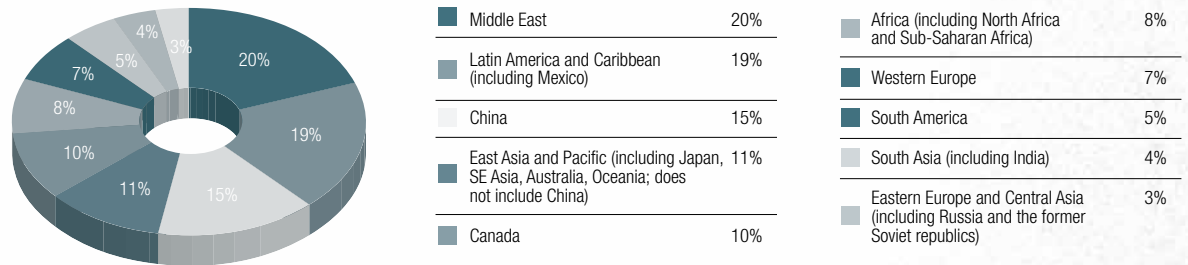 4%
3%
5%
20%
7%
8%
19%
10%
11%
15%
Middle East 20%
Latin America and Caribbean 19%
(including Mexico)
China 15%
East Asia and Pacific (including Japan, 11%
SE Asia, Australia, Oceania; does
not include China)
Canada 10%
Africa (including North Africa 8%
and Sub-Saharan Africa)
Western Europe 7%
South America 5%
South Asia (including India) 4%
Eastern Europe and Central Asia 3%
(including Russia and the former
Soviet republics)